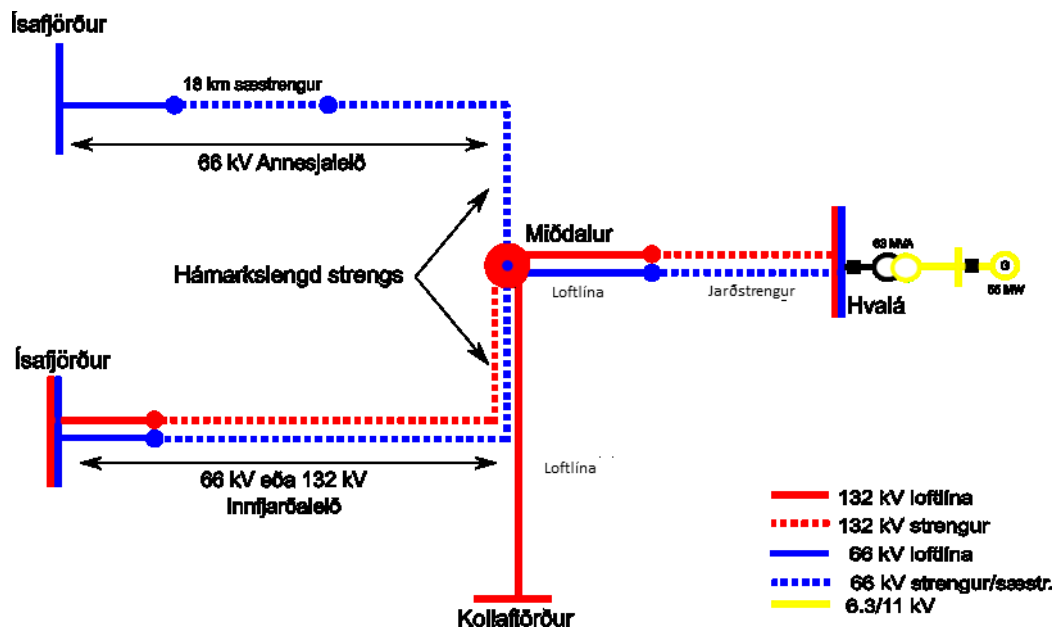 Ísafjörður
18 km sæstrengur
66 kV Annesjaleið
Miðdalur
63 MVA
Hámarkslengd strengs
Loftlína
Jarðstrengur
G
55 MW
Hvalá
Ísafjörður
66 kV eða 132 kV
Innfjarðaleið
Loftlína
132 kV loftlína
132 kV strengur
66 kV loftlína
66 kV strengur/sæstr.
6.3/11 kV
Kollafjörður